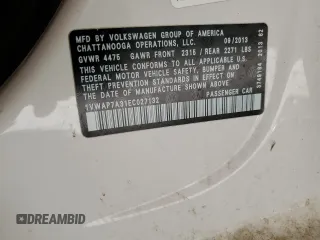 MFD BY VOLKSWAGEN GROUP OF AMERICA
CHATTANOOGA OPERATIONS, LLC. 08/2013
GVWR 4475 GAWR FRONT 2315 / REAR 2271 LBS
THIS VEHICLE CONFORMS TO ALL APPLICABLE
FEDERAL MOTOR VEHICLE SAFETY, BUMPER AND
THEFT PREVENTION STANDARDS IN EFFECT ON THE
DATE OF MANUFACTURE SHOWN ABOVE.
1VWAP7A31EC027132 PASSENGER CAR
DREAMBID